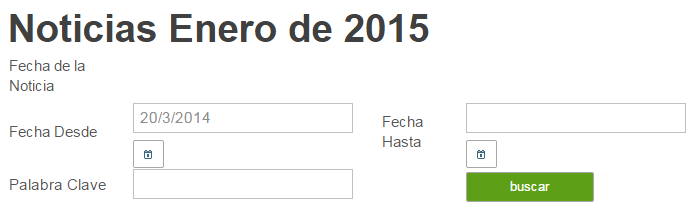 Noticias Enero de 2015
Fecha de la
Noticia
Fecha Desde
20/3/2014
Fecha
Hasta
Palabra Clave
buscar